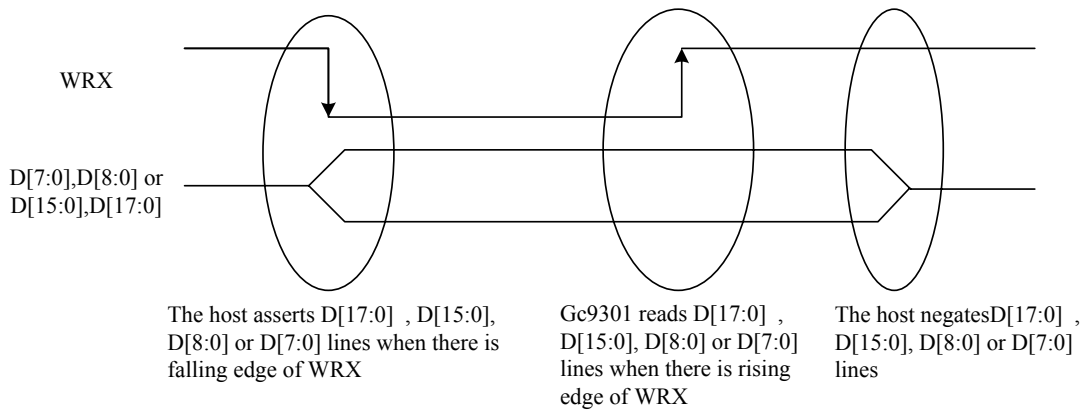 WRX
D[7:0],D[8:0] or
D[15:0],D[17:0]
The host asserts D[17:0] , D[15:0],
D[8:0] or D[7:0] lines when there is
falling edge of WRX
Gc9301 reads D[17:0] ,
D[15:0], D[8:0] or D[7:0]
lines when there is rising
edge of WRX
The host negatesD[17:0] ,
D[15:0], D[8:0] or D[7:0]
lines